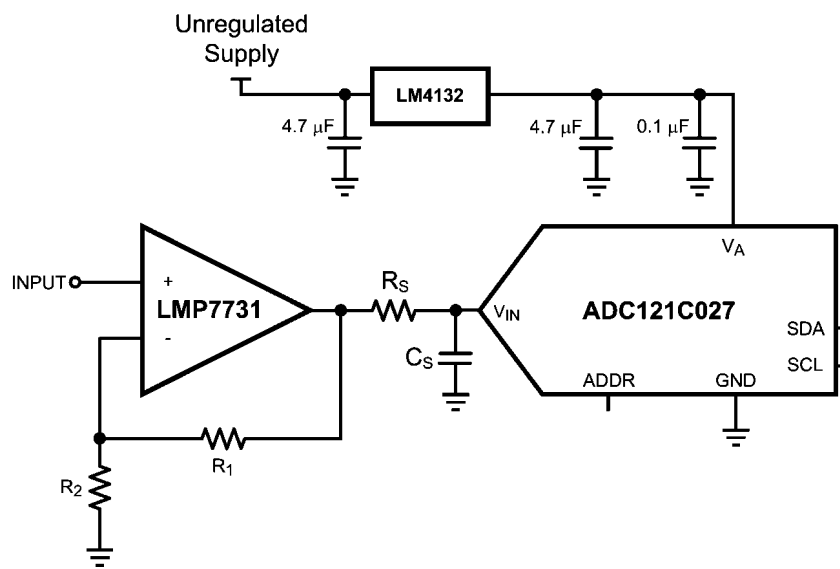 Unregulated
Supply
LM4132
4.7 µF
4.7 µF
0.1 µF
VA
INPUT
+
-
LMP7731
RS
CS
VIN
ADC121C027
SDA
SCL
ADDR
GND
R1
R2